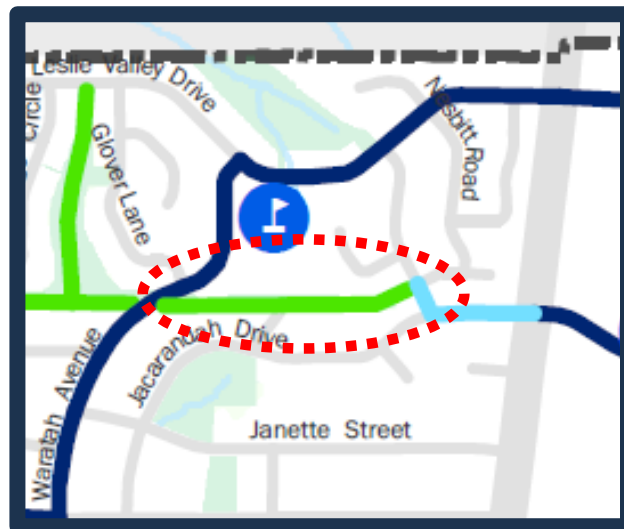 Leslie Valley Drive
Circle
Glover Lane
Nesbitt Road
Jacarandah Drive
Waratah Avenue
Janette Street